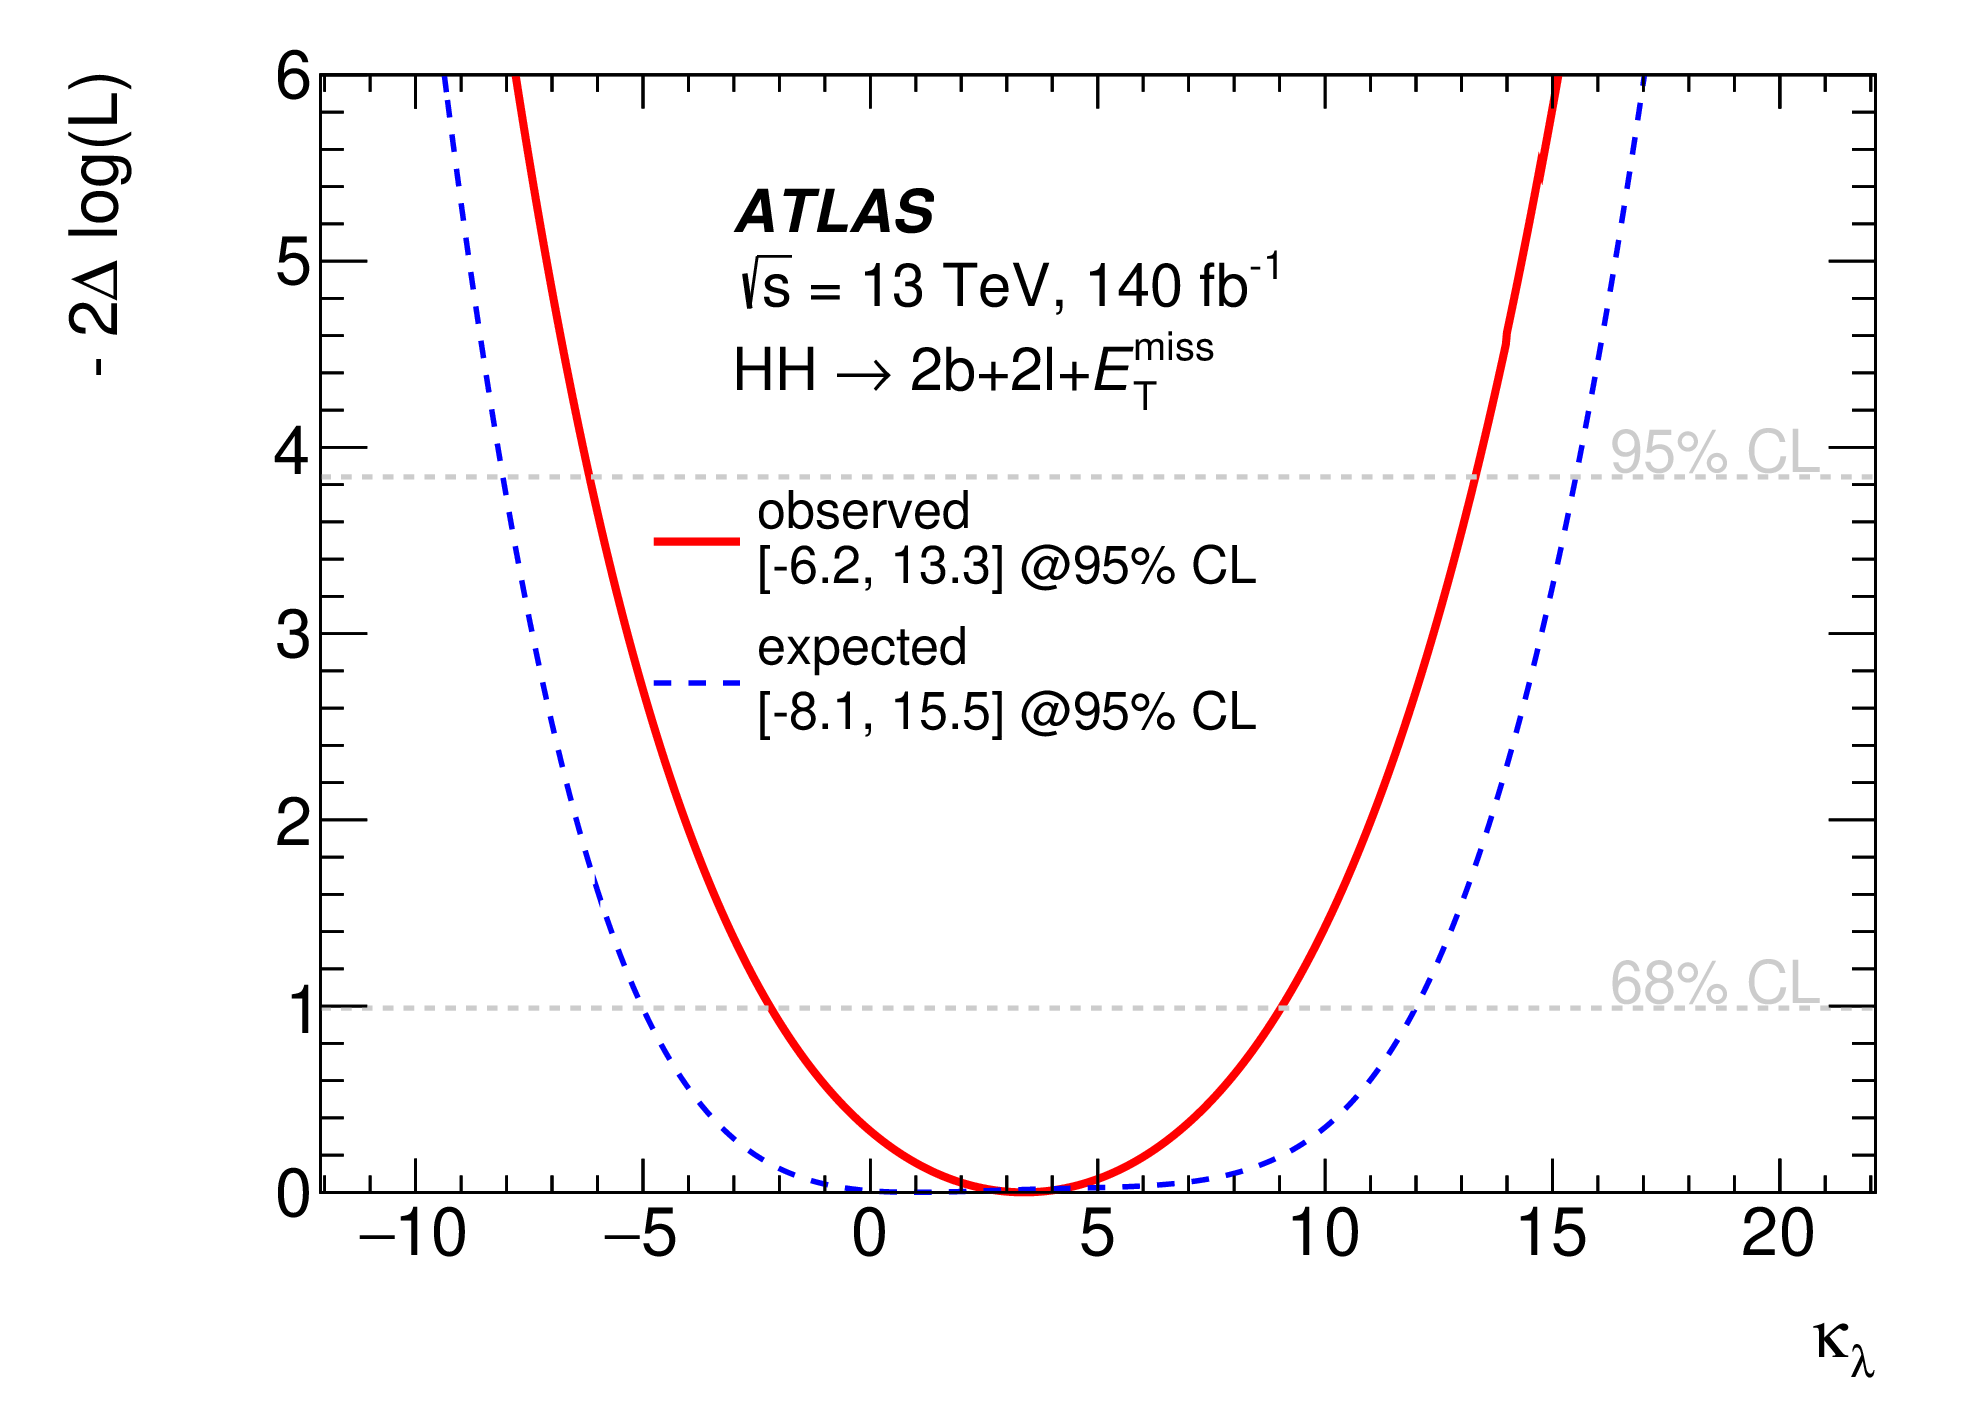 - 2Δ log(L)
6
5
4
3
2
1
0
ATLAS
√s = 13 TeV, 140 fb⁻¹
HH → 2b+2l+E_T^miss
95% CL
observed
[-6.2, 13.3] @95% CL
expected
[-8.1, 15.5] @95% CL
68% CL
−10 −5 0 5 10 15 20
κ_λ